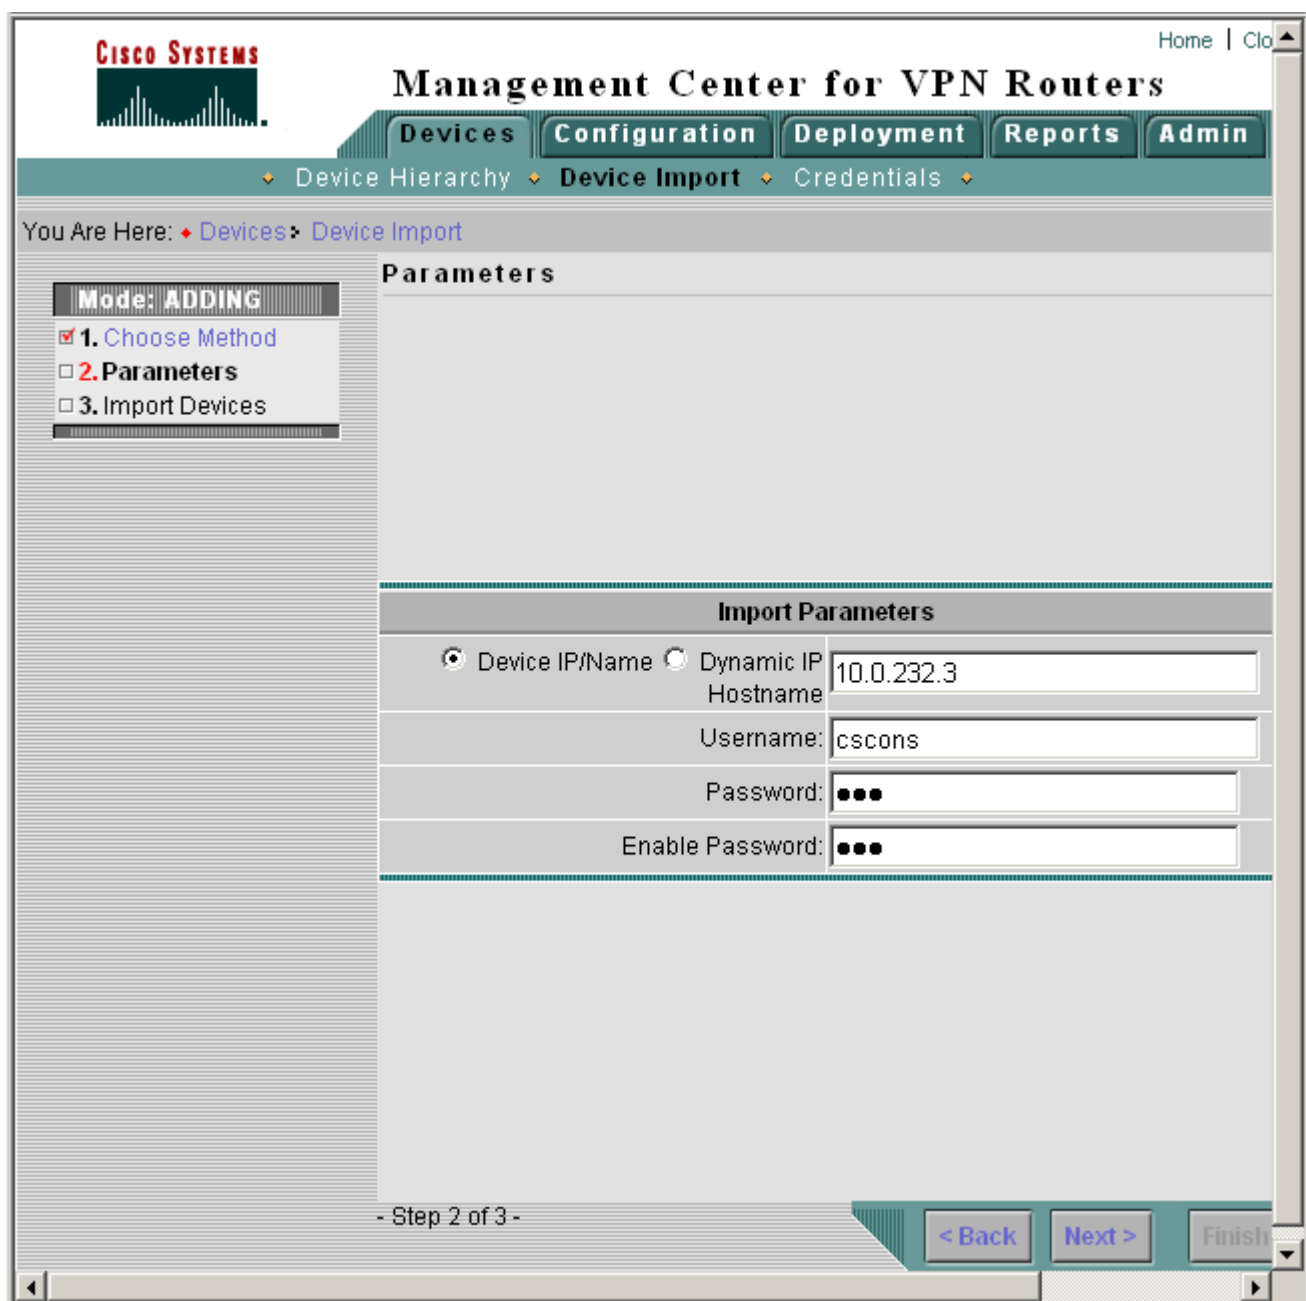 Home | Clo
CISCO SYSTEMS
Management Center for VPN Routers
Devices Configuration Deployment Reports Admin
Device Hierarchy Device Import Credentials
You Are Here: Devices Device Import
Parameters
Mode: ADDING
1. Choose Method
2. Parameters
3. Import Devices
Import Parameters
Device IP/Name Dynamic IP Hostname 10.0.232.3
Username: cscons
Password: ●●●
Enable Password: ●●●
- Step 2 of 3 -
< Back Next > Finish